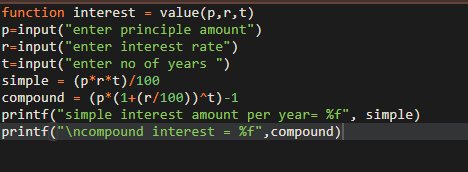 function interest = value(p,r,t)
p=input("enter principle amount")
r=input("enter interest rate")
t=input("enter no of years ")
simple = (p*r*t)/100
compound = (p*(1+(r/100))^t)-1
printf("simple interest amount per year= %f", simple)
printf("\ncompound interest = %f",compound)